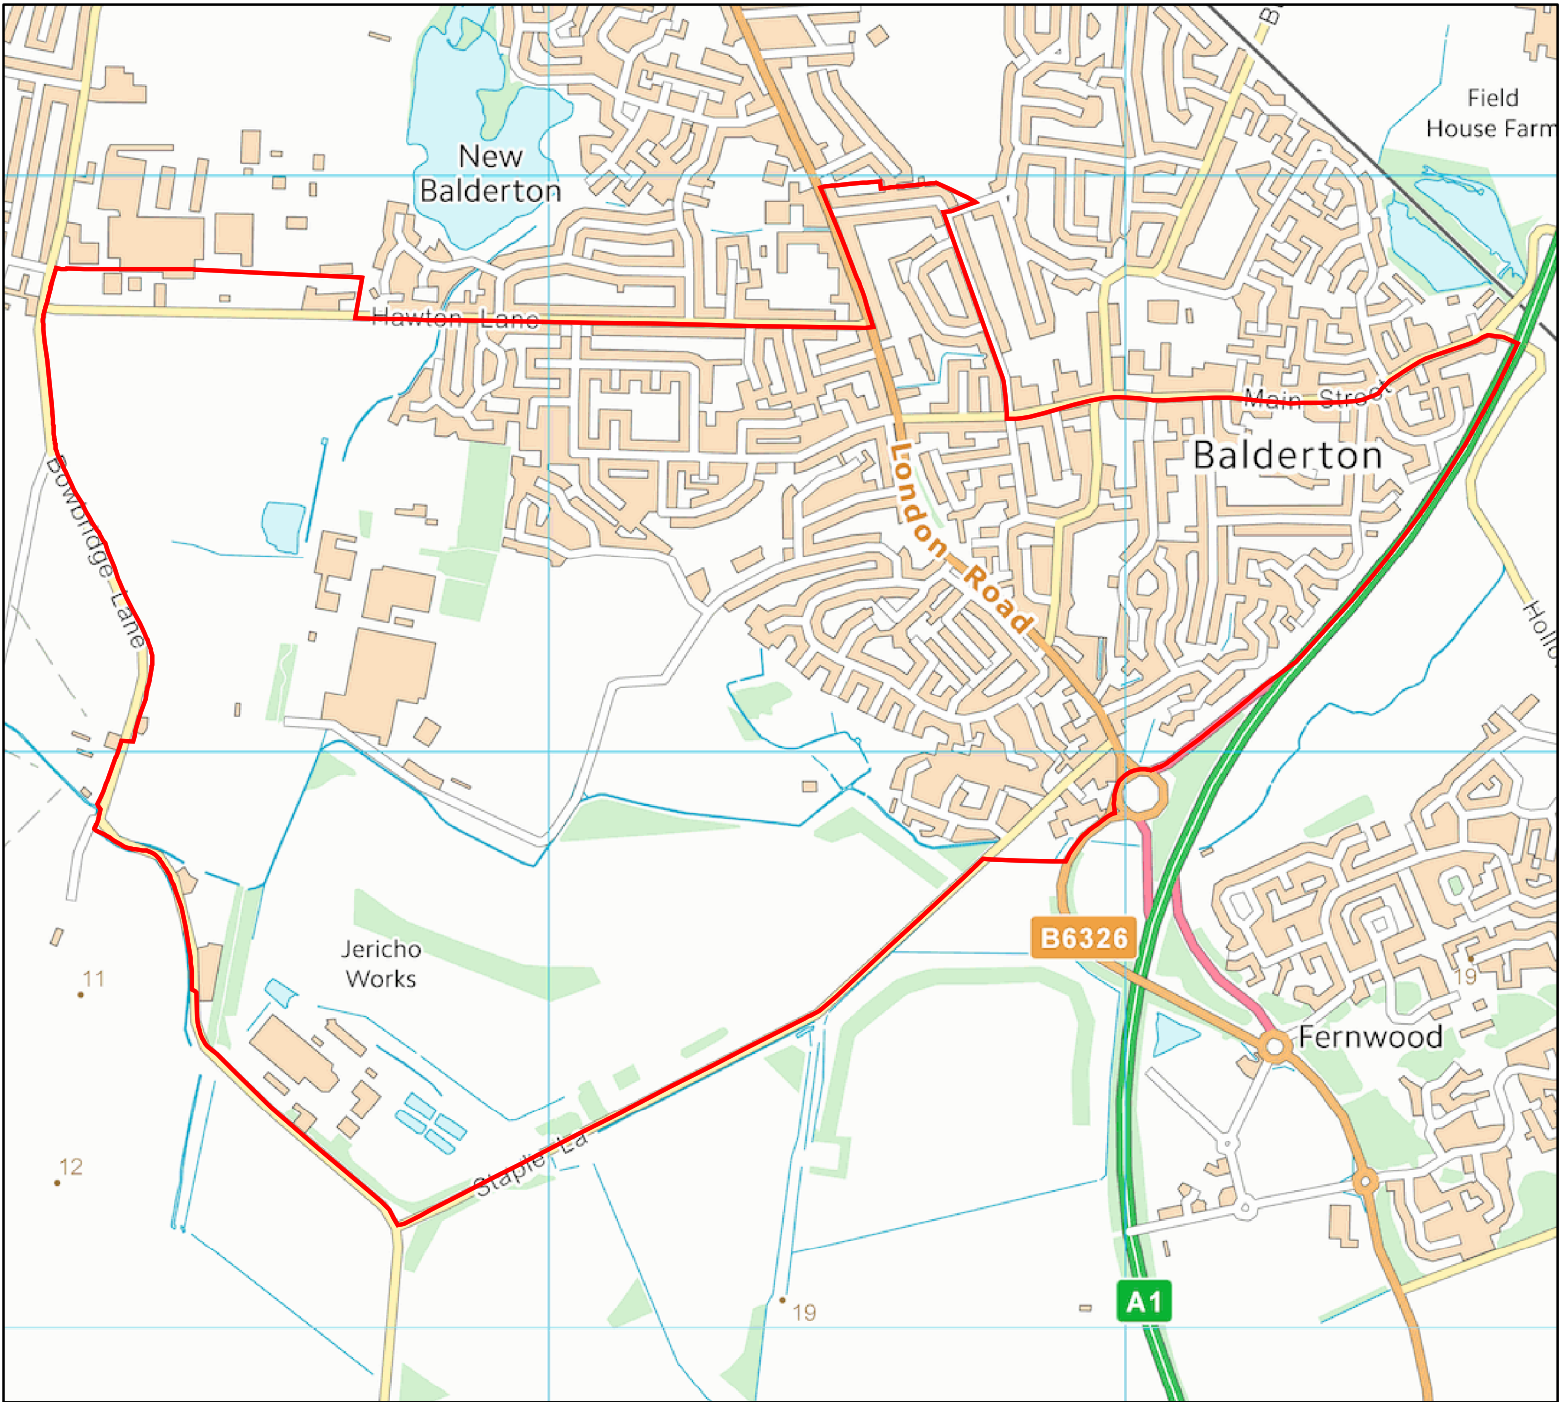 B
Field
House Farm
New
Balderton
Hawton Lane
Main Street
Balderton
London Road
Bowbridge Lane
Jericho
Works
B6326
11
19
Fernwood
Staple La
12
19
A1